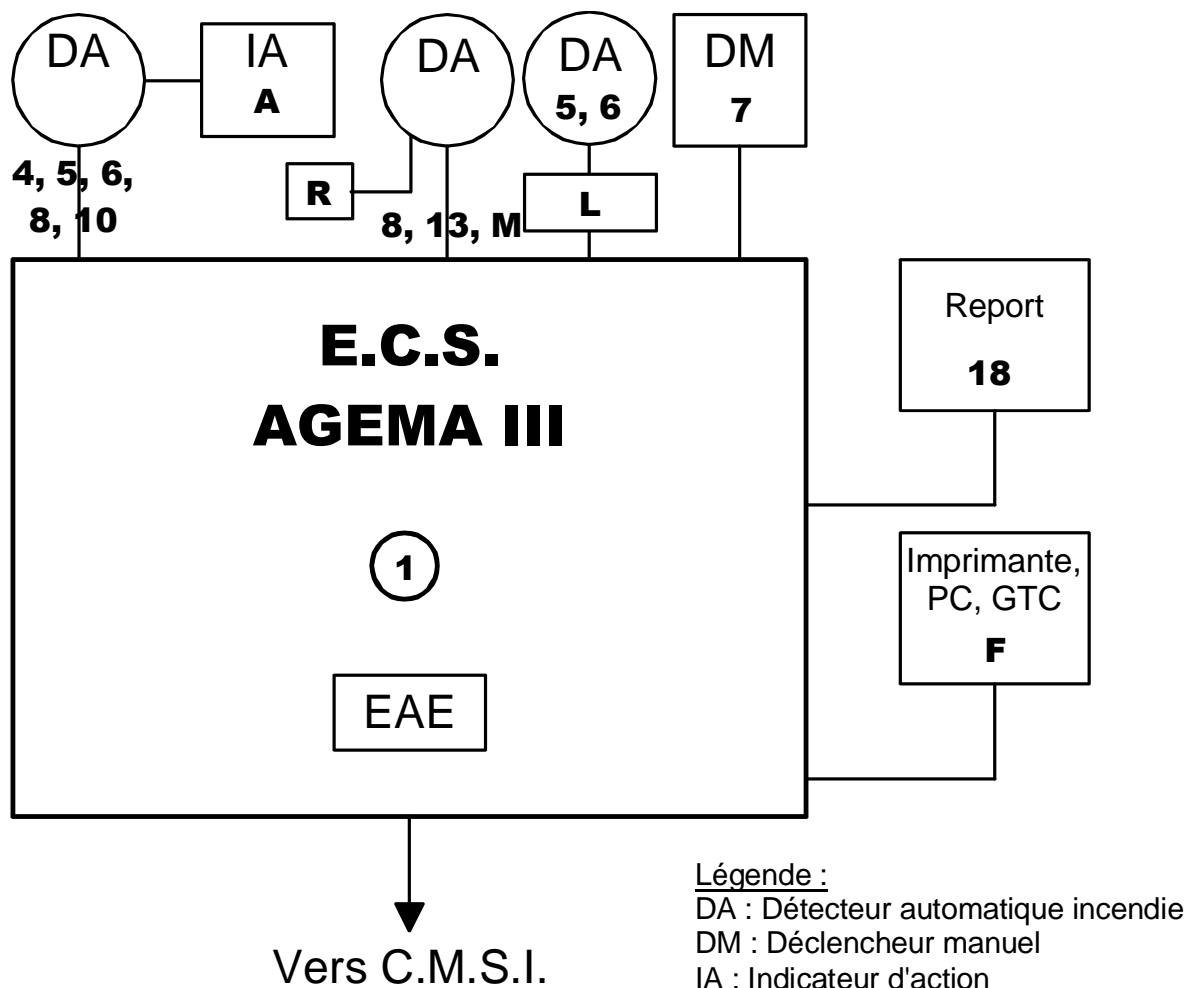 DA
IA
A
DA
DA
5, 6
DM
7
4, 5, 6,
8, 10
R
8, 13, M
L
E.C.S.
AGEMA III
1
EAE
Report
18
Imprimante,
PC, GTC
F
Vers C.M.S.I.
Légende :
DA : Détecteur automatique incendie
DM : Déclencheur manuel
IA : Indicateur d'action